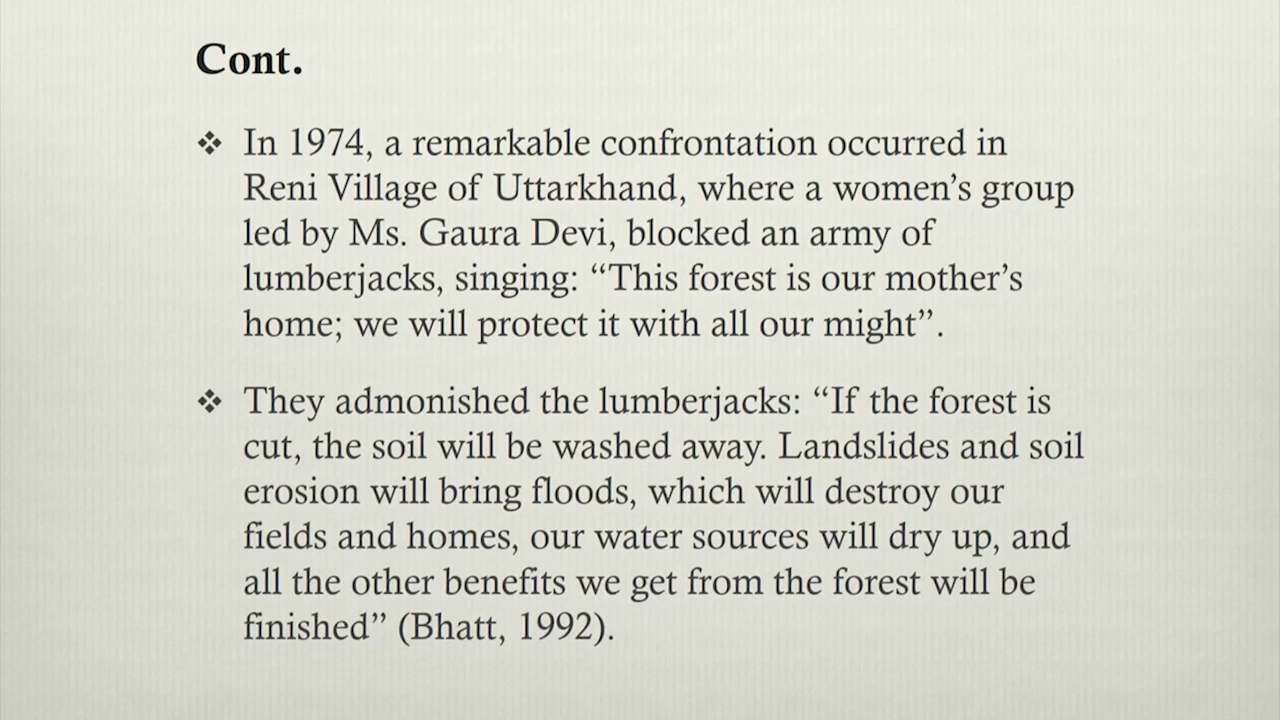 Cont.
❖ In 1974, a remarkable confrontation occurred in
Reni Village of Uttarkhand, where a women’s group
led by Ms. Gaura Devi, blocked an army of
lumberjacks, singing: “This forest is our mother’s
home; we will protect it with all our might”.
❖ They admonished the lumberjacks: “If the forest is
cut, the soil will be washed away. Landslides and soil
erosion will bring floods, which will destroy our
fields and homes, our water sources will dry up, and
all the other benefits we get from the forest will be
finished” (Bhatt, 1992).